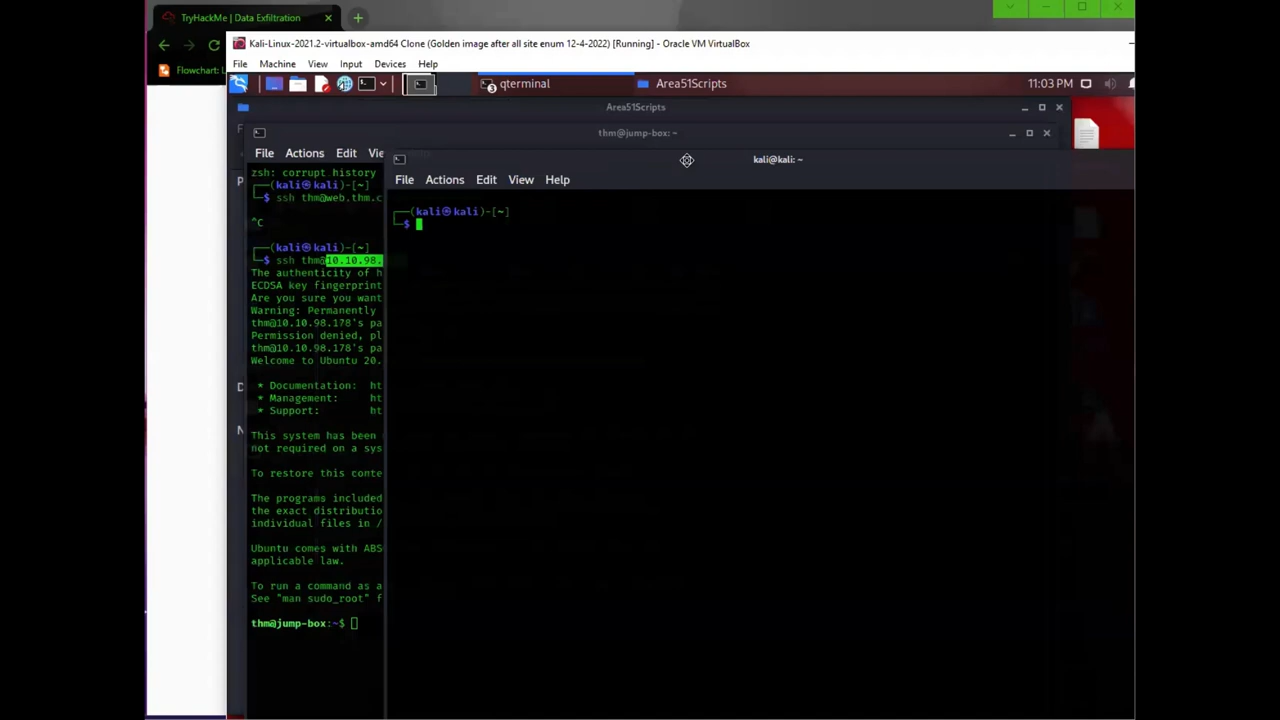 TryHackMe | Data Exfiltration
Flowchart: L
Kali-Linux-2021.2-virtualbox-amd64 Clone (Golden image after all site enum 12-4-2022) [Running] - Oracle VM VirtualBox
File Machine View Input Devices Help
qterminal
3
Area51Scripts
11:03 PM
Area51Scripts
thm@jump-box: ~
kali@kali: ~
File Actions Edit Vie
File Actions Edit View Help
zsh: corrupt history
┌──(kali㉿kali)-[~]
└─$ ssh thm@web.thm.c
^C
┌──(kali㉿kali)-[~]
└─$ ssh thm@10.10.98.
The authenticity of h
ECDSA key fingerprint
Are you sure you want
Warning: Permanently
thm@10.10.98.178's pa
Permission denied, pl
thm@10.10.98.178's pa
Welcome to Ubuntu 20.
* Documentation: ht
* Management: ht
* Support: ht
This system has been
not required on a sys
To restore this conte
The programs included
the exact distributio
individual files in /
Ubuntu comes with ABS
applicable law.
To run a command as a
See "man sudo_root" f
thm@jump-box:~$
┌──(kali㉿kali)-[~]
└─$